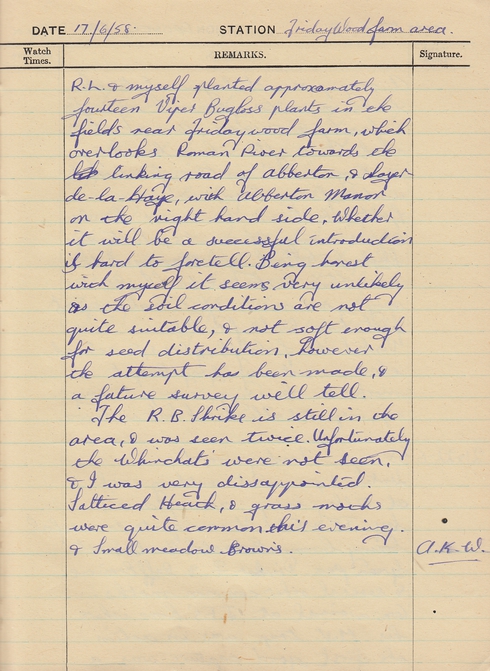 DATE 17/6/58. STATION Fridaywood farm area.
Watch Times. REMARKS. Signature.
R.L. & myself planted approximately
fourteen Viper Bugloss plants in the
fields near Fridaywood farm, which
overlooks Roman River towards the
linking road of Abberton, & Layer
de-la-Haye, with Abberton Manor
on the right hand side. Whether
it will be a successful introduction
is hard to foretell. Being honest
with myself it seems very unlikely
as the soil conditions are not
quite suitable, & not soft enough
for seed distribution, however
the attempt has been made, &
a future survey will tell.
The R.B. Shrike is still in the
area, & was seen twice. Unfortunately
the Whinchats were not seen,
& I was very dissappointed.
Latticed Heath, & grass moths
were quite common this evening.
& Small meadow Browns.
A.K.W.